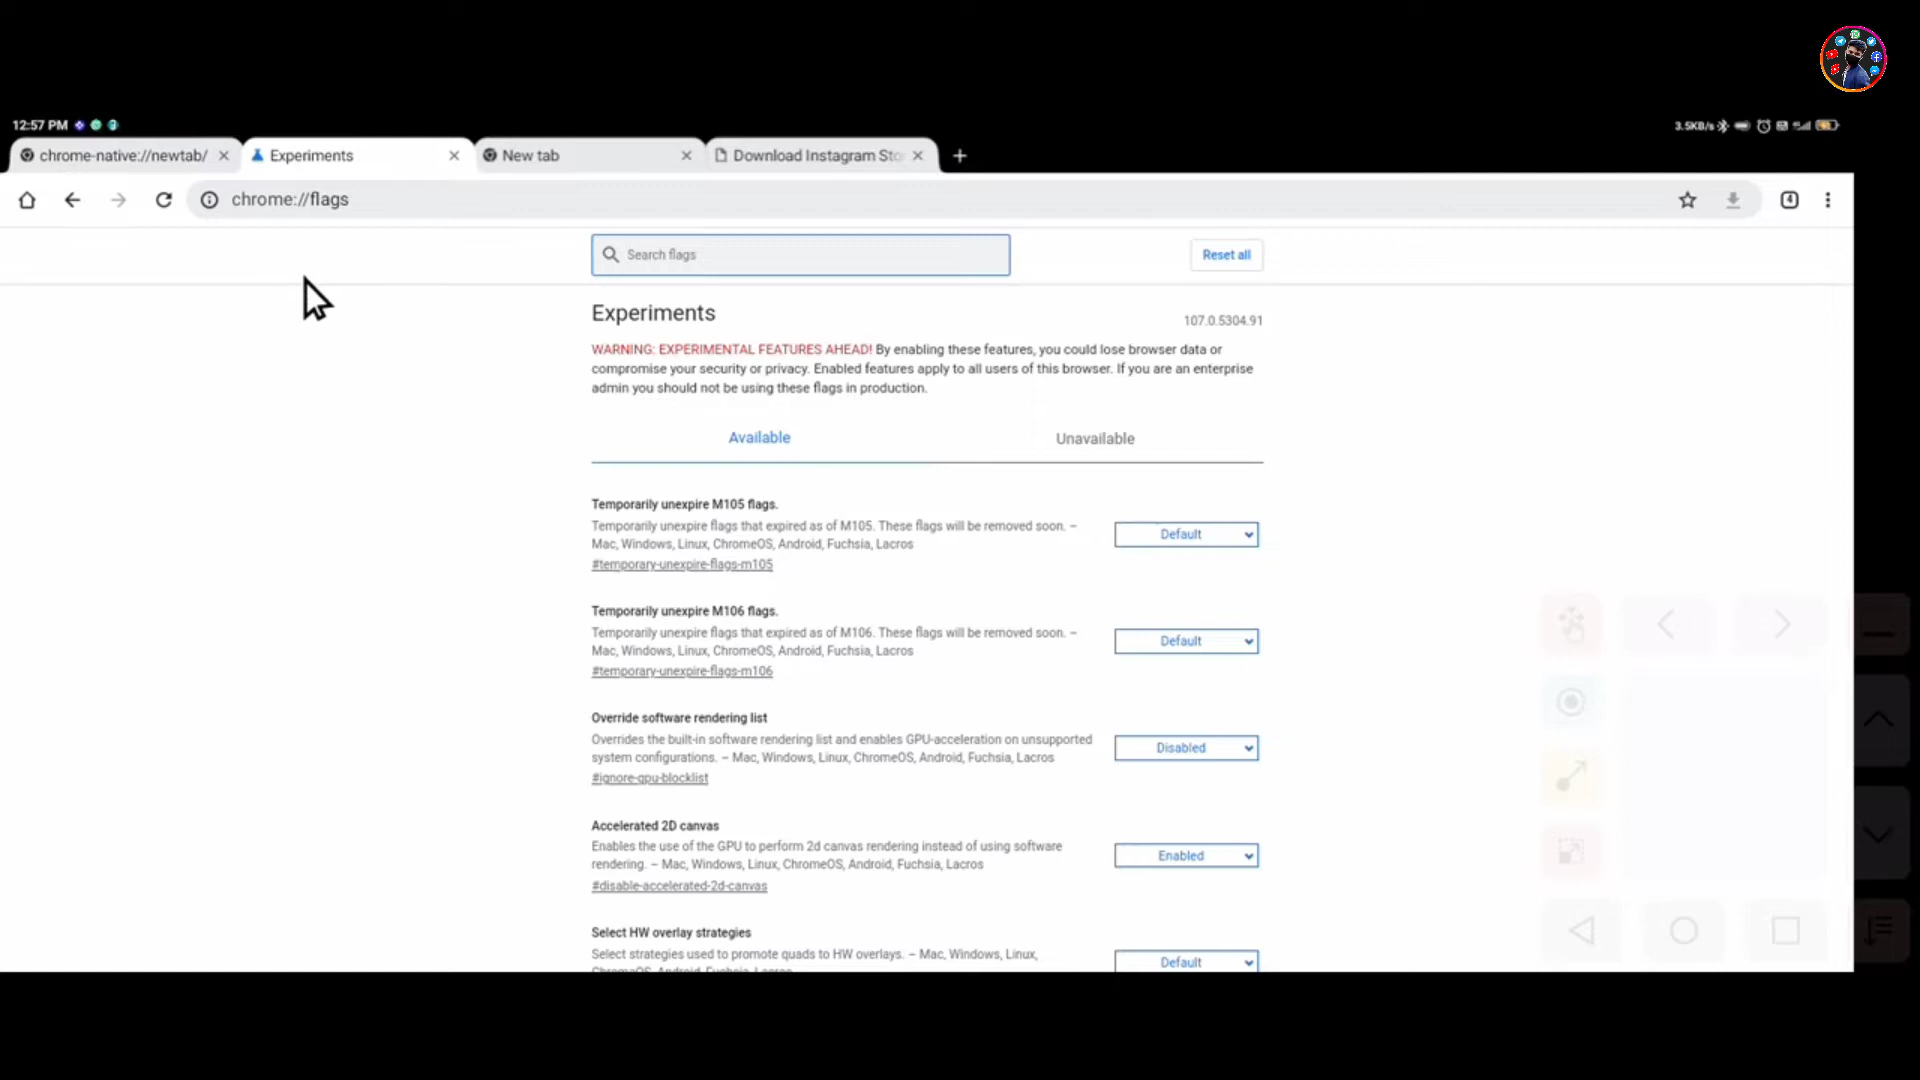 12:57 PM
3.5KB/s
chrome-native://newtab/
Experiments
New tab
Download Instagram Sto
chrome://flags
4
Search flags
Reset all
Experiments
107.0.5304.91
WARNING: EXPERIMENTAL FEATURES AHEAD! By enabling these features, you could lose browser data or
compromise your security or privacy. Enabled features apply to all users of this browser. If you are an enterprise
admin you should not be using these flags in production.
Available
Unavailable
Temporarily unexpire M105 flags.
Temporarily unexpire flags that expired as of M105. These flags will be removed soon. –
Mac, Windows, Linux, ChromeOS, Android, Fuchsia, Lacros
#temporary-unexpire-flags-m105
Default
Temporarily unexpire M106 flags.
Temporarily unexpire flags that expired as of M106. These flags will be removed soon. –
Mac, Windows, Linux, ChromeOS, Android, Fuchsia, Lacros
#temporary-unexpire-flags-m106
Default
Override software rendering list
Overrides the built-in software rendering list and enables GPU-acceleration on unsupported
system configurations. – Mac, Windows, Linux, ChromeOS, Android, Fuchsia, Lacros
#ignore-gpu-blocklist
Disabled
Accelerated 2D canvas
Enables the use of the GPU to perform 2d canvas rendering instead of using software
rendering. – Mac, Windows, Linux, ChromeOS, Android, Fuchsia, Lacros
#disable-accelerated-2d-canvas
Enabled
Select HW overlay strategies
Select strategies used to promote quads to HW overlays. – Mac, Windows, Linux,
ChromeOS, Android, Fuchsia, Lacros
Default